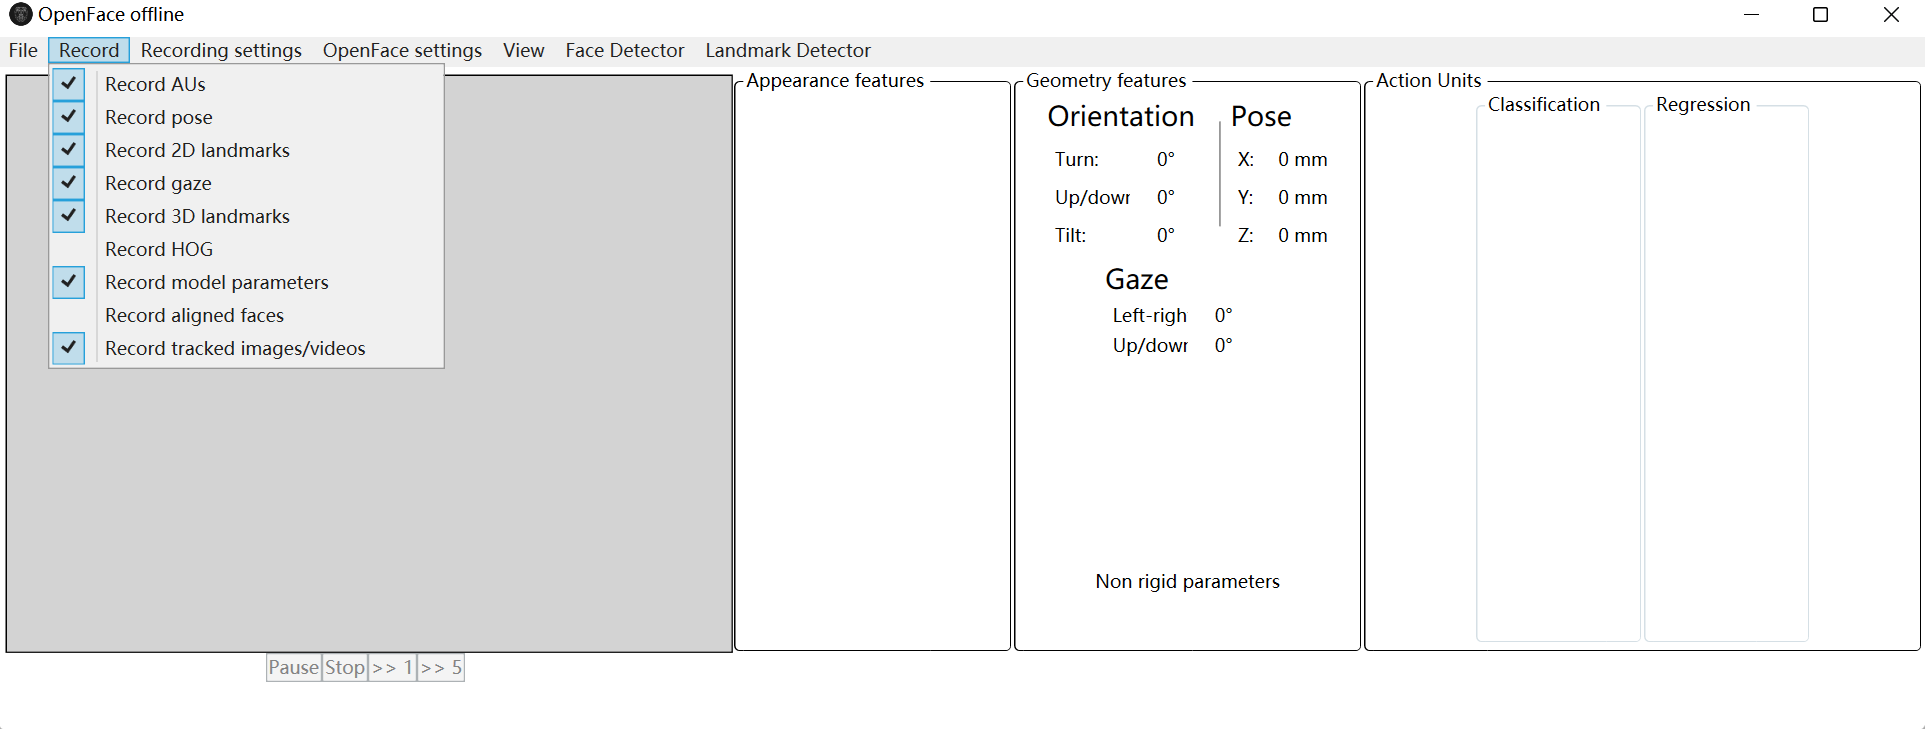 OpenFace offline
File Record Recording settings OpenFace settings View Face Detector Landmark Detector
Record AUs
Record pose
Record 2D landmarks
Record gaze
Record 3D landmarks
Record HOG
Record model parameters
Record aligned faces
Record tracked images/videos
Pause Stop >> 1 >> 5
Appearance features
Geometry features
Orientation
Turn: 0°
Up/down 0°
Tilt: 0°
Pose
X: 0 mm
Y: 0 mm
Z: 0 mm
Gaze
Left-righ 0°
Up/down 0°
Non rigid parameters
Action Units
Classification
Regression